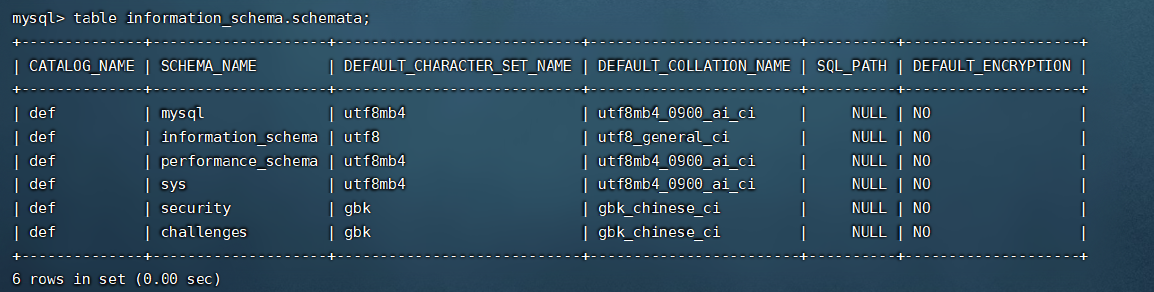 mysql> table information_schema.schemata;
+--------------+--------------------+----------------------------+------------------------+----------+--------------------+
| CATALOG_NAME | SCHEMA_NAME        | DEFAULT_CHARACTER_SET_NAME | DEFAULT_COLLATION_NAME | SQL_PATH | DEFAULT_ENCRYPTION |
+--------------+--------------------+----------------------------+------------------------+----------+--------------------+
| def          | mysql              | utf8mb4                    | utf8mb4_0900_ai_ci     |     NULL | NO                 |
| def          | information_schema | utf8                       | utf8_general_ci        |     NULL | NO                 |
| def          | performance_schema | utf8mb4                    | utf8mb4_0900_ai_ci     |     NULL | NO                 |
| def          | sys                | utf8mb4                    | utf8mb4_0900_ai_ci     |     NULL | NO                 |
| def          | security           | gbk                        | gbk_chinese_ci         |     NULL | NO                 |
| def          | challenges         | gbk                        | gbk_chinese_ci         |     NULL | NO                 |
+--------------+--------------------+----------------------------+------------------------+----------+--------------------+
6 rows in set (0.00 sec)